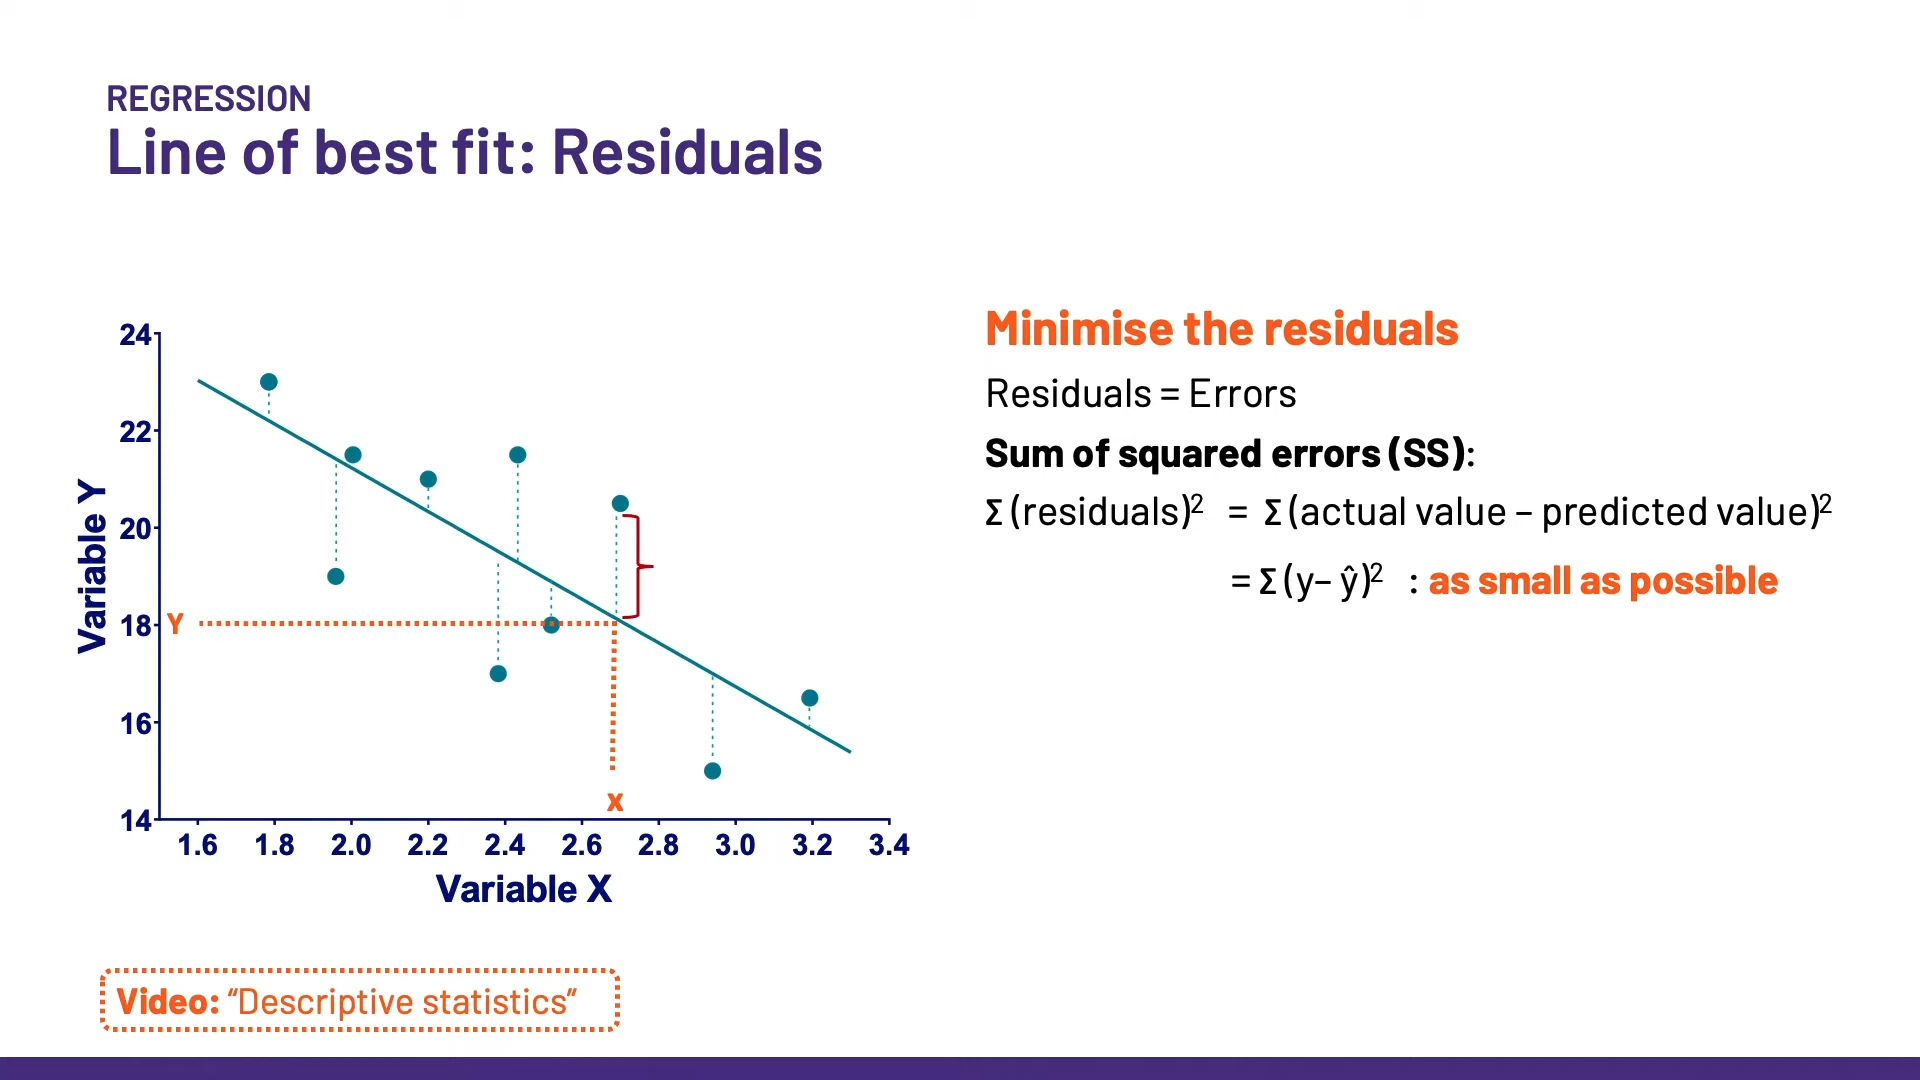 REGRESSION
Line of best fit: Residuals
24
22
20
18
16
14
Variable Y
Y
x
1.6 1.8 2.0 2.2 2.4 2.6 2.8 3.0 3.2 3.4
Variable X
Minimise the residuals
Residuals = Errors
Sum of squared errors (SS):
Σ (residuals)² = Σ (actual value – predicted value)²
= Σ (y– ŷ)² : as small as possible
Video: “Descriptive statistics”